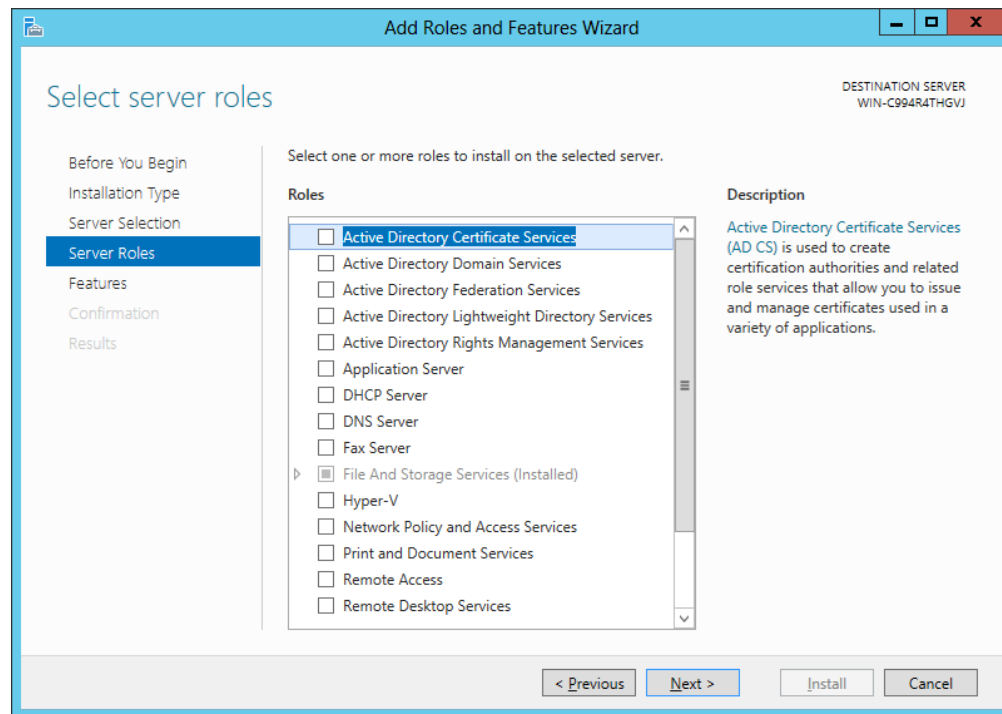 Add Roles and Features Wizard
Select server roles
DESTINATION SERVER
WIN-C994R4THGVJ
Before You Begin
Installation Type
Server Selection
Server Roles
Features
Confirmation
Results
Select one or more roles to install on the selected server.
Roles
Active Directory Certificate Services
Active Directory Domain Services
Active Directory Federation Services
Active Directory Lightweight Directory Services
Active Directory Rights Management Services
Application Server
DHCP Server
DNS Server
Fax Server
File And Storage Services (Installed)
Hyper-V
Network Policy and Access Services
Print and Document Services
Remote Access
Remote Desktop Services
Description
Active Directory Certificate Services
(AD CS) is used to create
certification authorities and related
role services that allow you to issue
and manage certificates used in a
variety of applications.
< Previous
Next >
Install
Cancel